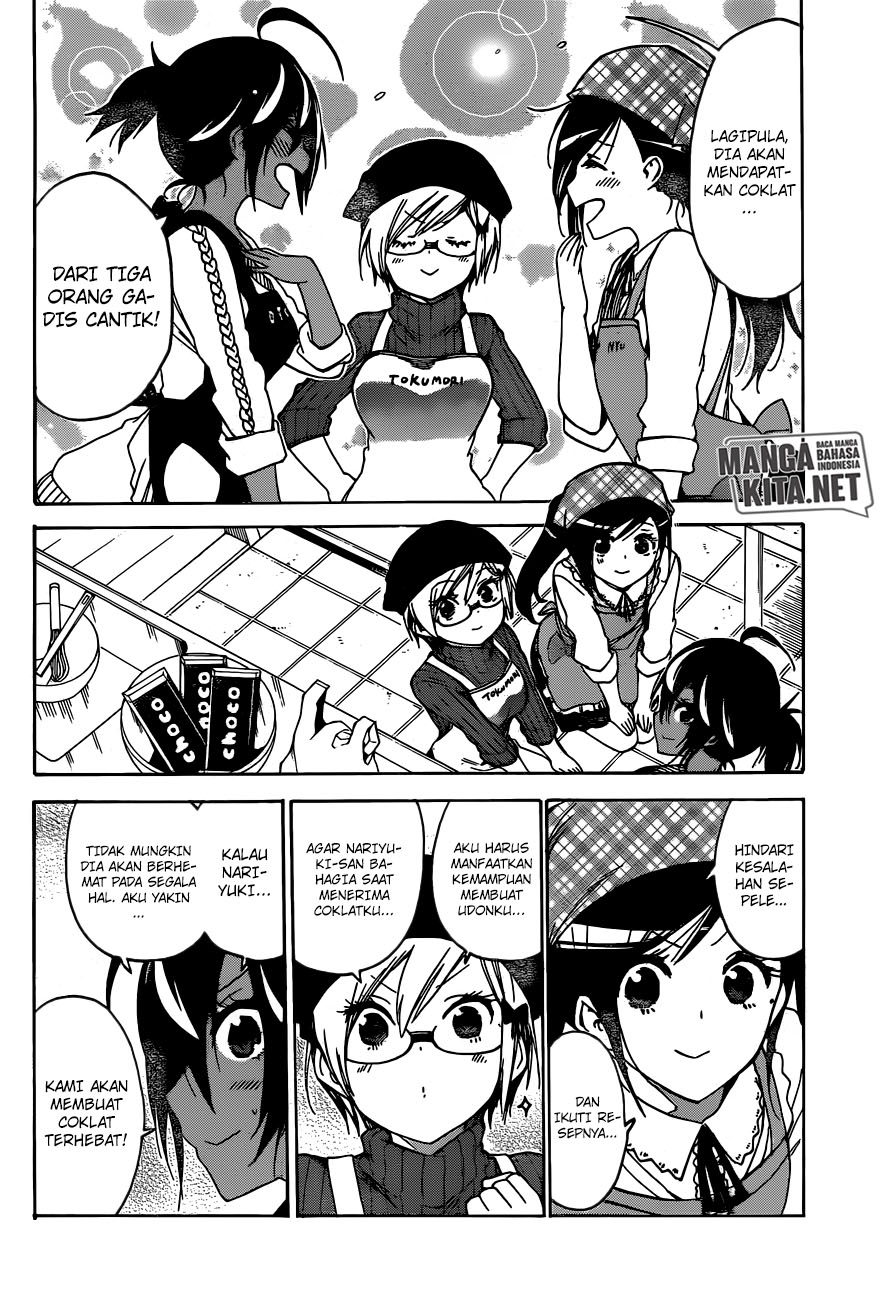 LAGIPULA,
DIA AKAN
MENDAPAT-
KAN COKLAT
...
DARI TIGA
ORANG GA-
DIS CANTIK!
NYU
TOKUMORI
MANGA
KITA.NET
BACA MANGA
BAHASA
INDONESIA
TOKUMORI
choco
choco
choco
HINDARI
KESALA-
HAN SE-
PELE...
DAN
IKUTI RE-
SEPNYA...
AKU HARUS
MANFAATKAN
KEMAMPUAN
MEMBUAT
UDONKU...
AGAR NARIYU-
KI-SAN BA-
HAGIA SAAT
MENERIMA
COKLATKU...
KALAU
NARI-
YUKI...
TIDAK MUNGKIN
DIA AKAN BERHE-
MAT PADA SEGALA
HAL. AKU YAKIN
...
KAMI AKAN
MEMBUAT
COKLAT
TERHEBAT!